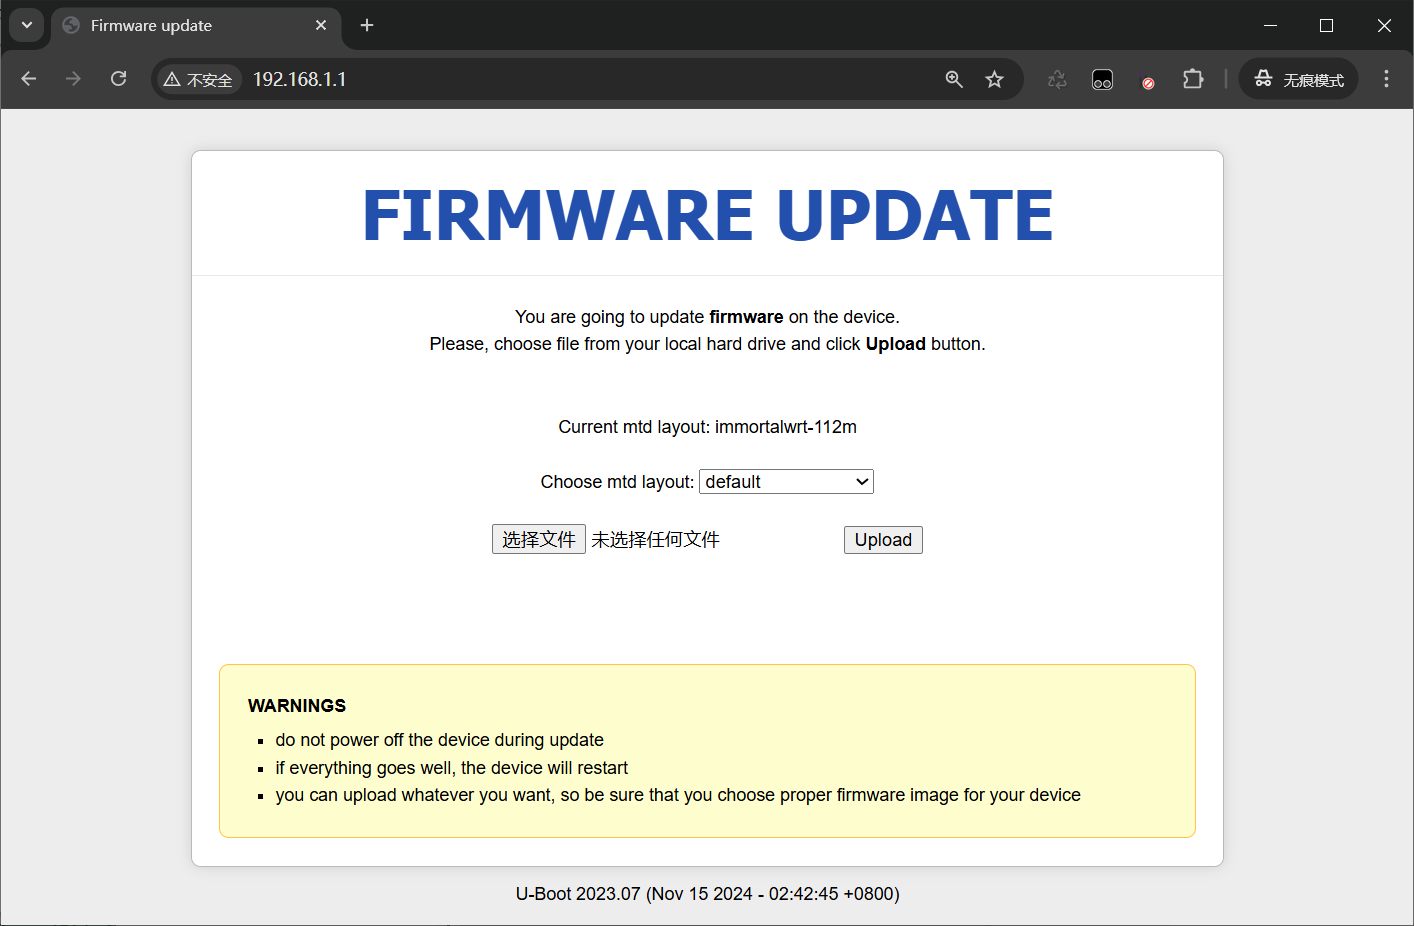 Firmware update
不安全
192.168.1.1
无痕模式
FIRMWARE UPDATE
You are going to update firmware on the device.
Please, choose file from your local hard drive and click Upload button.
Current mtd layout: immortalwrt-112m
Choose mtd layout: default
选择文件 未选择任何文件 Upload
WARNINGS
do not power off the device during update
if everything goes well, the device will restart
you can upload whatever you want, so be sure that you choose proper firmware image for your device
U-Boot 2023.07 (Nov 15 2024 - 02:42:45 +0800)